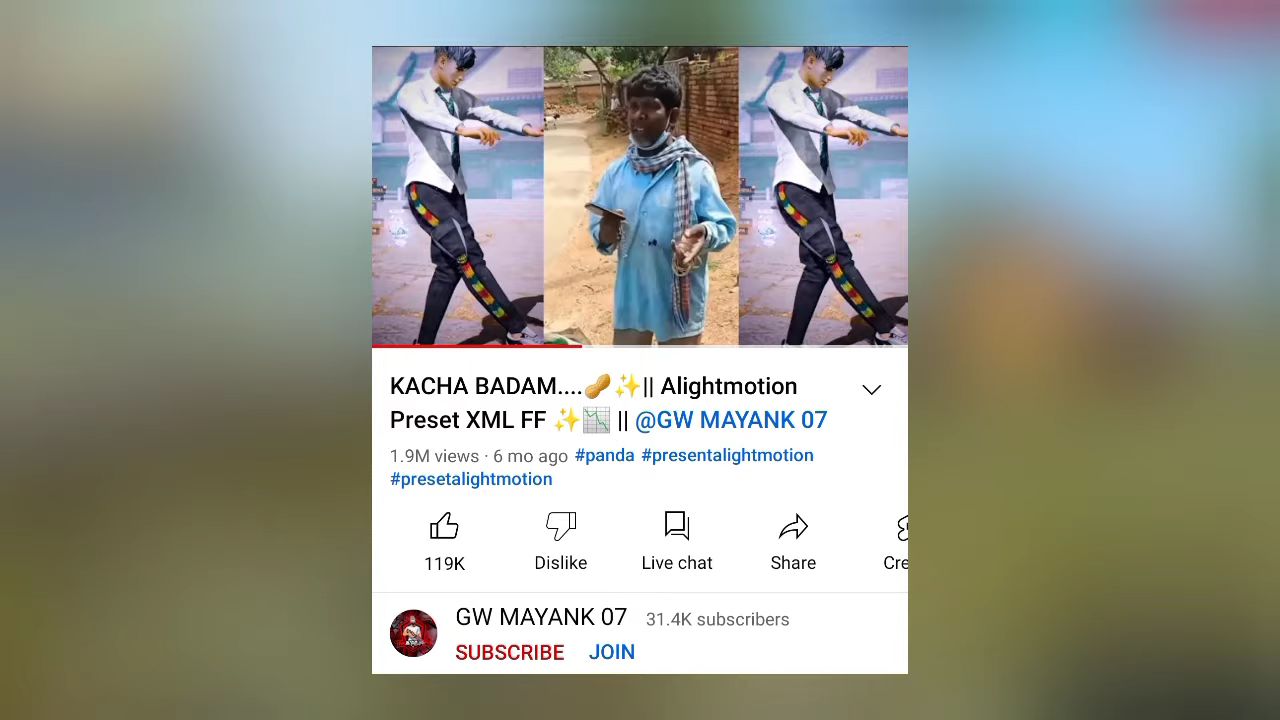 KACHA BADAM....🥜✨|| Alightmotion
Preset XML FF ✨📉 || @GW MAYANK 07
1.9M views · 6 mo ago #panda #presentalightmotion
#presetalightmotion
119K Dislike Live chat Share Cre
GW MAYANK 07 31.4K subscribers
SUBSCRIBE JOIN